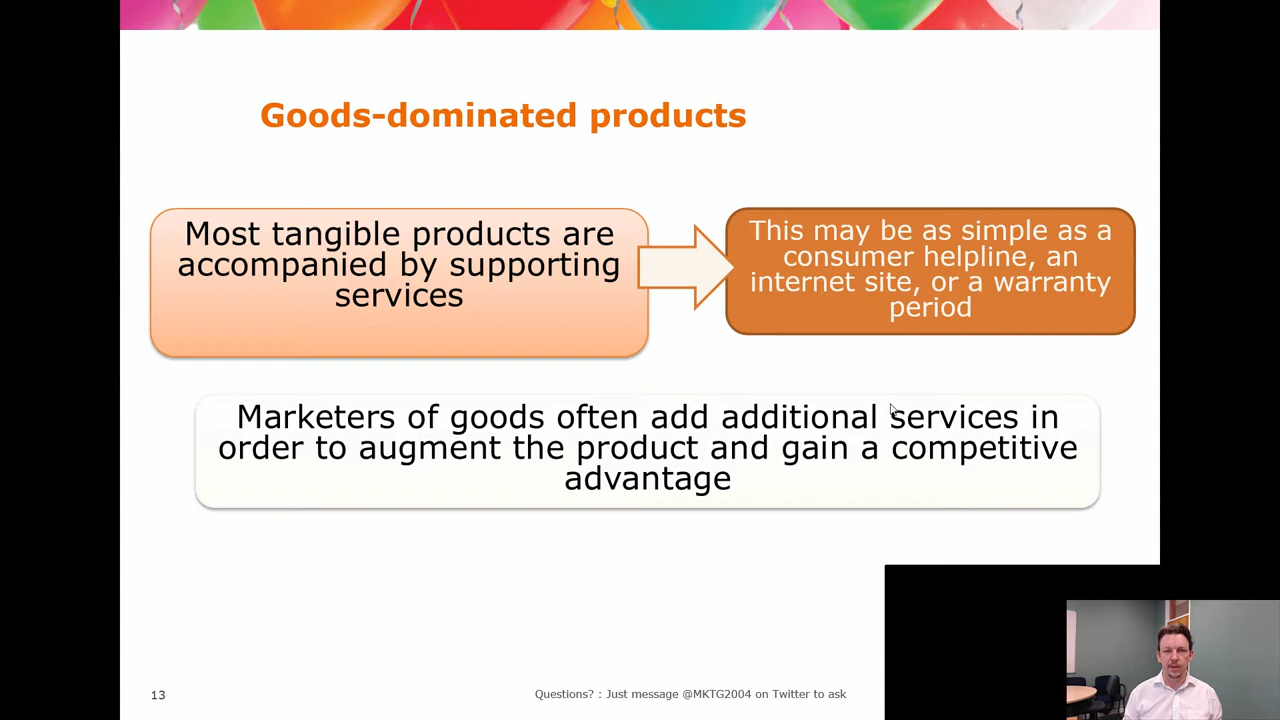 Goods-dominated products
Most tangible products are
accompanied by supporting
services
This may be as simple as a
consumer helpline, an
internet site, or a warranty
period
Marketers of goods often add additional services in
order to augment the product and gain a competitive
advantage
13
Questions? : Just message @MKTG2004 on Twitter to ask